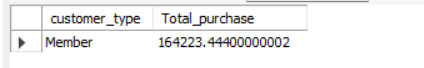 customer_type Total_purchase
Member 164223.44400000002